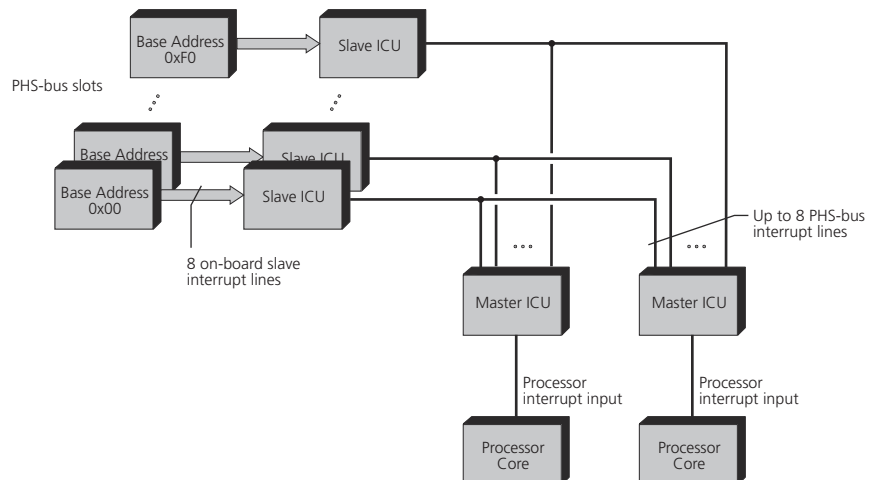 Base Address
0xF0
Slave ICU
PHS-bus slots
Base Address
Slave ICU
Base Address
0x00
Slave ICU
Up to 8 PHS-bus
interrupt lines
8 on-board slave
interrupt lines
Master ICU
Master ICU
Processor
interrupt input
Processor
interrupt input
Processor
Core
Processor
Core